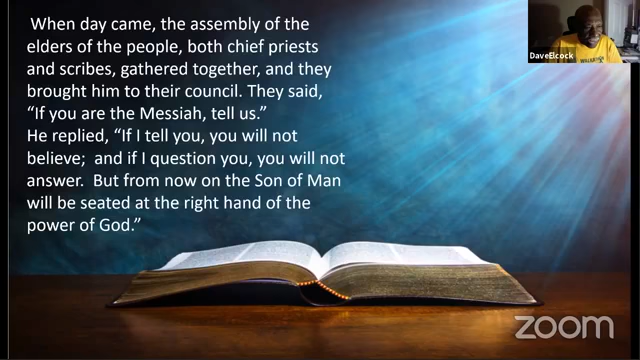 When day came, the assembly of the
elders of the people, both chief priests
and scribes, gathered together, and they
brought him to their council. They said,
“If you are the Messiah, tell us.”
He replied, “If I tell you, you will not
believe;  and if I question you, you will not
answer.  But from now on the Son of Man
will be seated at the right hand of the
power of God.”
DaveElcock
zoom